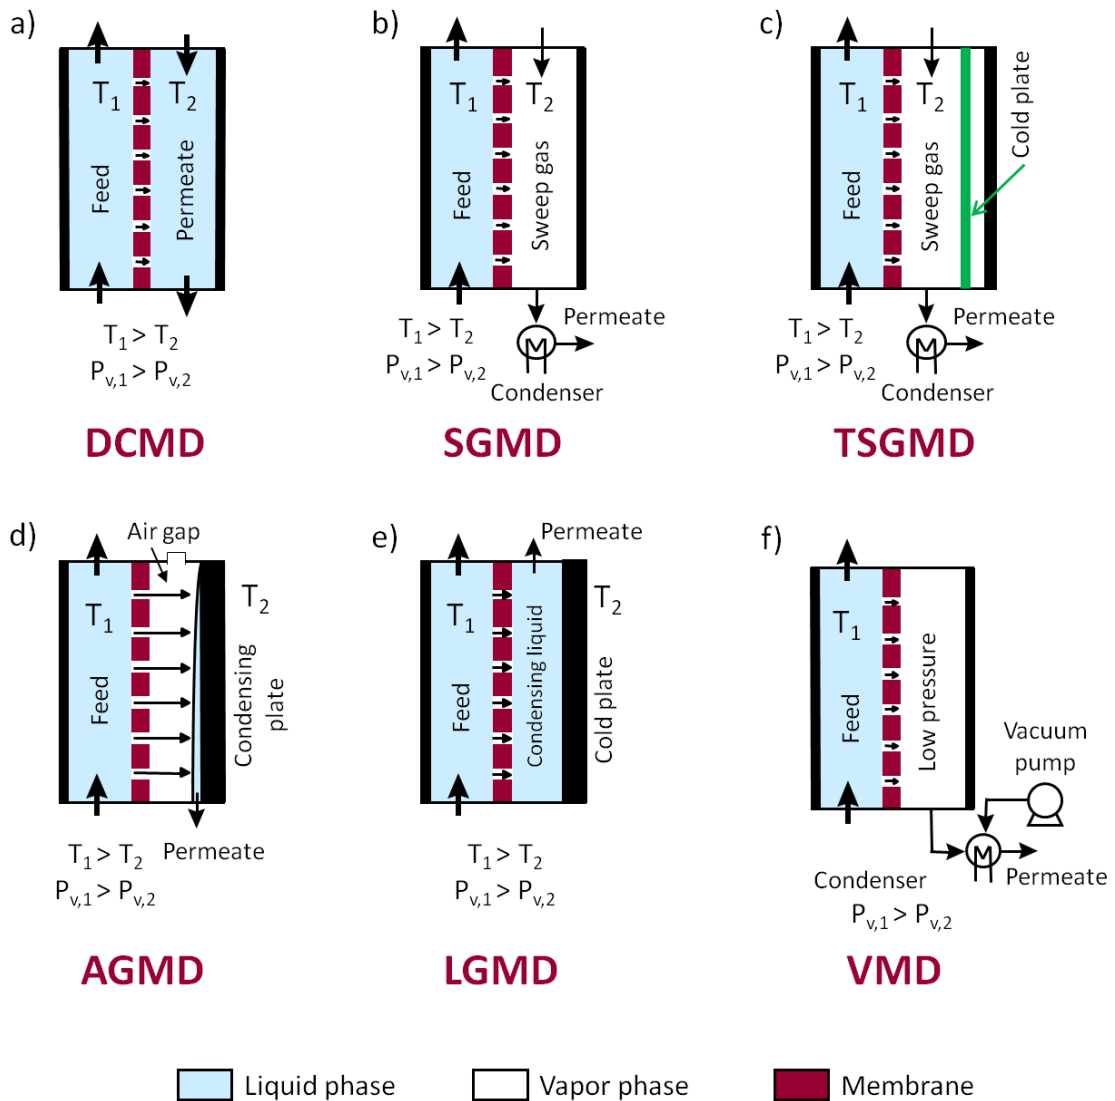 a)
T1
T2
Feed
Permeate
T1 > T2
Pv,1 > Pv,2
DCMD
b)
T1
T2
Feed
Sweep gas
T1 > T2
Pv,1 > Pv,2
Permeate
Condenser
SGMD
c)
T1
T2
Feed
Sweep gas
Cold plate
T1 > T2
Pv,1 > Pv,2
Permeate
Condenser
TSGMD
d)
Air gap
T1
T2
Feed
Condensing
plate
T1 > T2
Permeate
Pv,1 > Pv,2
AGMD
e)
Permeate
T1
T2
Feed
Condensing liquid
Cold plate
T1 > T2
Pv,1 > Pv,2
LGMD
f)
T1
Feed
Low pressure
Vacuum
pump
Condenser
Permeate
Pv,1 > Pv,2
VMD
Liquid phase
Vapor phase
Membrane